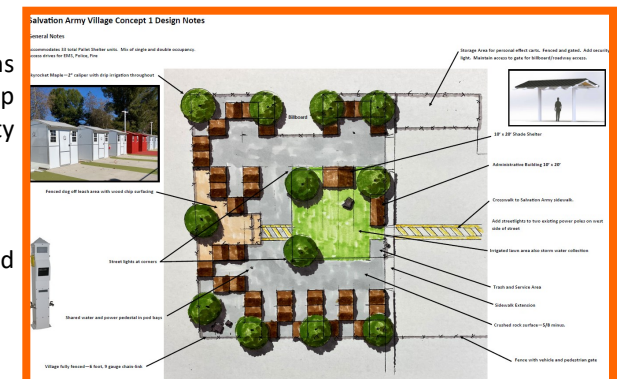 Salvation Army Village Concept 1 Design Notes
General Notes
Accommodates 33 total Pallet Shelter units. Mix of single and double occupancy.
Access drives for EMS, Police, Fire
Skyrocket Maple—2" caliper with drip irrigation throughout
Storage Area for personal effect carts. Fenced and gated. Add security
light. Maintain access to gate for billboard/roadway access.
as
p
ty
Billboard
10' x 20' Shade Shelter
Administrative Building 10' x 20'
Fenced dog off leash area with wood chip surfacing
Crosswalk to Salvation Army sidewalk.
Add streetlights to two existing power poles on west
side of street
Irrigated lawn area also storm water collection
d
Street lights at corners
Trash and Service Area
Sidewalk Extension
Shared water and power pedestal in pod bays
Crushed rock surface—5/8 minus.
Village fully fenced—6 foot, 9 gauge chain link
Fence with vehicle and pedestrian gate